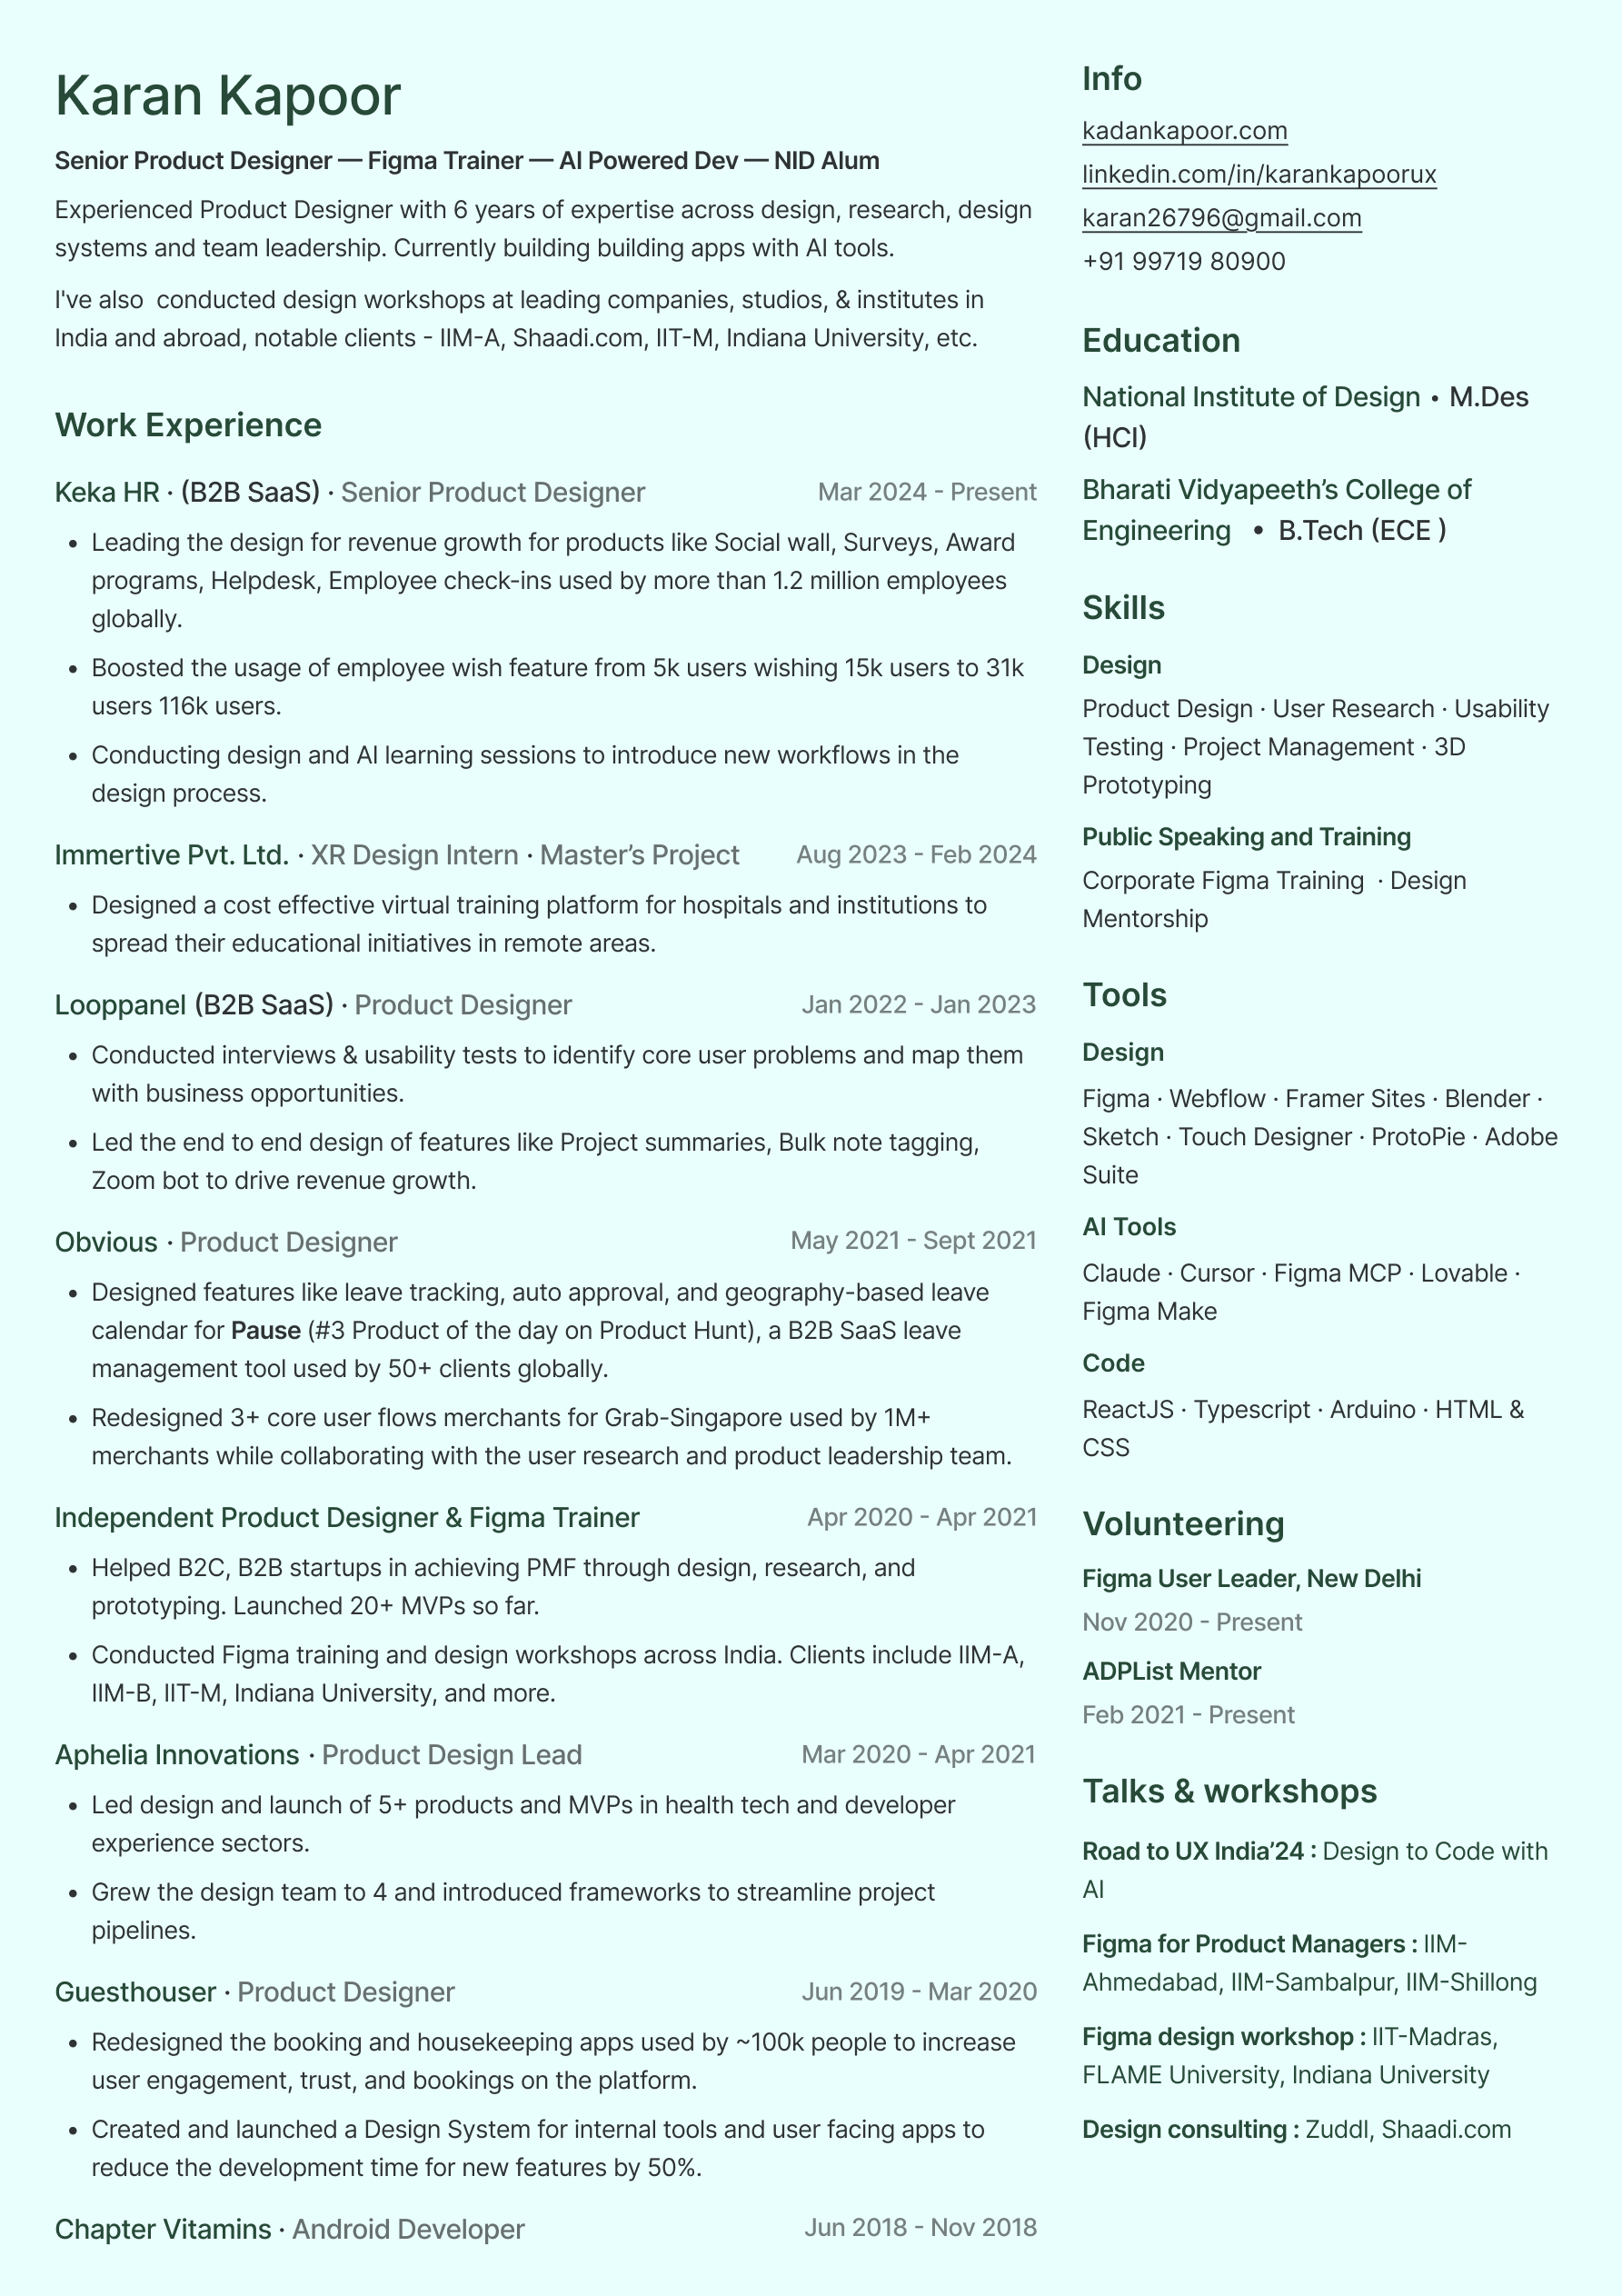 Karan Kapoor
Senior Product Designer — Figma Trainer — AI Powered Dev — NID Alum
Experienced Product Designer with 6 years of expertise across design, research, design
systems and team leadership. Currently building building apps with AI tools.
I've also  conducted design workshops at leading companies, studios, & institutes in
India and abroad, notable clients - IIM-A, Shaadi.com, IIT-M, Indiana University, etc.
Work Experience
Keka HR · (B2B SaaS) · Senior Product Designer Mar 2024 - Present
• Leading the design for revenue growth for products like Social wall, Surveys, Award
programs, Helpdesk, Employee check-ins used by more than 1.2 million employees
globally.
• Boosted the usage of employee wish feature from 5k users wishing 15k users to 31k
users 116k users.
• Conducting design and AI learning sessions to introduce new workflows in the
design process.
Immertive Pvt. Ltd. · XR Design Intern · Master’s Project Aug 2023 - Feb 2024
• Designed a cost effective virtual training platform for hospitals and institutions to
spread their educational initiatives in remote areas.
Looppanel (B2B SaaS) · Product Designer Jan 2022 - Jan 2023
• Conducted interviews & usability tests to identify core user problems and map them
with business opportunities.
• Led the end to end design of features like Project summaries, Bulk note tagging,
Zoom bot to drive revenue growth.
Obvious · Product Designer May 2021 - Sept 2021
• Designed features like leave tracking, auto approval, and geography-based leave
calendar for Pause (#3 Product of the day on Product Hunt), a B2B SaaS leave
management tool used by 50+ clients globally.
• Redesigned 3+ core user flows merchants for Grab-Singapore used by 1M+
merchants while collaborating with the user research and product leadership team.
Independent Product Designer & Figma Trainer Apr 2020 - Apr 2021
• Helped B2C, B2B startups in achieving PMF through design, research, and
prototyping. Launched 20+ MVPs so far.
• Conducted Figma training and design workshops across India. Clients include IIM-A,
IIM-B, IIT-M, Indiana University, and more.
Aphelia Innovations · Product Design Lead Mar 2020 - Apr 2021
• Led design and launch of 5+ products and MVPs in health tech and developer
experience sectors.
• Grew the design team to 4 and introduced frameworks to streamline project
pipelines.
Guesthouser · Product Designer Jun 2019 - Mar 2020
• Redesigned the booking and housekeeping apps used by ~100k people to increase
user engagement, trust, and bookings on the platform.
• Created and launched a Design System for internal tools and user facing apps to
reduce the development time for new features by 50%.
Chapter Vitamins · Android Developer Jun 2018 - Nov 2018
Info
kadankapoor.com
linkedin.com/in/karankapoorux
karan26796@gmail.com
+91 99719 80900
Education
National Institute of Design • M.Des
(HCI)
Bharati Vidyapeeth’s College of
Engineering • B.Tech (ECE )
Skills
Design
Product Design · User Research · Usability
Testing · Project Management · 3D
Prototyping
Public Speaking and Training
Corporate Figma Training  · Design
Mentorship
Tools
Design
Figma · Webflow · Framer Sites · Blender ·
Sketch · Touch Designer · ProtoPie · Adobe
Suite
AI Tools
Claude · Cursor · Figma MCP · Lovable ·
Figma Make
Code
ReactJS · Typescript · Arduino · HTML &
CSS
Volunteering
Figma User Leader, New Delhi
Nov 2020 - Present
ADPList Mentor
Feb 2021 - Present
Talks & workshops
Road to UX India’24 : Design to Code with
AI
Figma for Product Managers : IIM-
Ahmedabad, IIM-Sambalpur, IIM-Shillong
Figma design workshop : IIT-Madras,
FLAME University, Indiana University
Design consulting : Zuddl, Shaadi.com